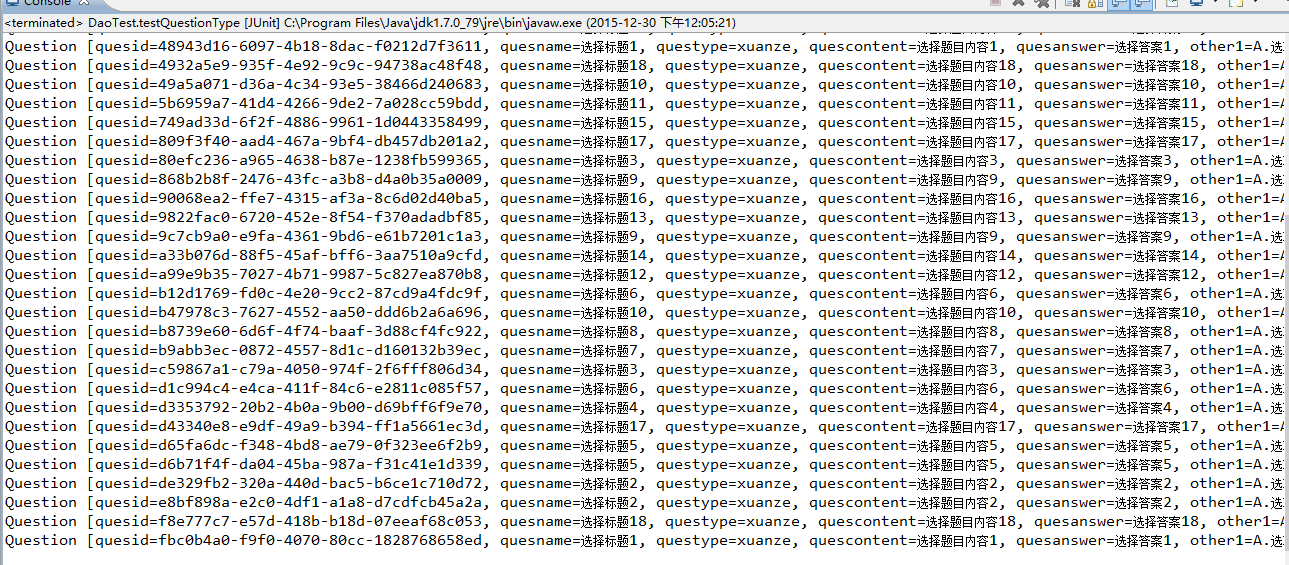 Console
<terminated> DaoTest.testQuestionType [JUnit] C:\Program Files\Java\jdk1.7.0_79\jre\bin\javaw.exe (2015-12-30 下午12:05:21)
Question [quesid=48943d16-6097-4b18-8dac-f0212d7f3611, quesname=选择标题1, questype=xuanze, quescontent=选择题目内容1, quesanswer=选择答案1, other1=A.选
Question [quesid=4932a5e9-935f-4e92-9c9c-94738ac48f48, quesname=选择标题18, questype=xuanze, quescontent=选择题目内容18, quesanswer=选择答案18, other1=A
Question [quesid=49a5a071-d36a-4c34-93e5-38466d240683, quesname=选择标题10, questype=xuanze, quescontent=选择题目内容10, quesanswer=选择答案10, other1=A
Question [quesid=5b6959a7-41d4-4266-9de2-7a028cc59bdd, quesname=选择标题11, questype=xuanze, quescontent=选择题目内容11, quesanswer=选择答案11, other1=A
Question [quesid=749ad33d-6f2f-4886-9961-1d0443358499, quesname=选择标题15, questype=xuanze, quescontent=选择题目内容15, quesanswer=选择答案15, other1=A
Question [quesid=809f3f40-aad4-467a-9bf4-db457db201a2, quesname=选择标题17, questype=xuanze, quescontent=选择题目内容17, quesanswer=选择答案17, other1=A
Question [quesid=80efc236-a965-4638-b87e-1238fb599365, quesname=选择标题3, questype=xuanze, quescontent=选择题目内容3, quesanswer=选择答案3, other1=A.选
Question [quesid=868b2b8f-2476-43fc-a3b8-d4a0b35a0009, quesname=选择标题9, questype=xuanze, quescontent=选择题目内容9, quesanswer=选择答案9, other1=A.选
Question [quesid=90068ea2-ffe7-4315-af3a-8c6d02d40ba5, quesname=选择标题16, questype=xuanze, quescontent=选择题目内容16, quesanswer=选择答案16, other1=A
Question [quesid=9822fac0-6720-452e-8f54-f370adadbf85, quesname=选择标题13, questype=xuanze, quescontent=选择题目内容13, quesanswer=选择答案13, other1=A
Question [quesid=9c7cb9a0-e9fa-4361-9bd6-e61b7201c1a3, quesname=选择标题9, questype=xuanze, quescontent=选择题目内容9, quesanswer=选择答案9, other1=A.选
Question [quesid=a33b076d-88f5-45af-bff6-3aa7510a9cfd, quesname=选择标题14, questype=xuanze, quescontent=选择题目内容14, quesanswer=选择答案14, other1=A
Question [quesid=a99e9b35-7027-4b71-9987-5c827ea870b8, quesname=选择标题12, questype=xuanze, quescontent=选择题目内容12, quesanswer=选择答案12, other1=A
Question [quesid=b12d1769-fd0c-4e20-9cc2-87cd9a4fdc9f, quesname=选择标题6, questype=xuanze, quescontent=选择题目内容6, quesanswer=选择答案6, other1=A.选
Question [quesid=b47978c3-7627-4552-aa50-ddd6b2a6a696, quesname=选择标题10, questype=xuanze, quescontent=选择题目内容10, quesanswer=选择答案10, other1=A
Question [quesid=b8739e60-6d6f-4f74-baaf-3d88cf4fc922, quesname=选择标题8, questype=xuanze, quescontent=选择题目内容8, quesanswer=选择答案8, other1=A.选
Question [quesid=b9abb3ec-0872-4557-8d1c-d160132b39ec, quesname=选择标题7, questype=xuanze, quescontent=选择题目内容7, quesanswer=选择答案7, other1=A.选
Question [quesid=c59867a1-c79a-4050-974f-2f6fff806d34, quesname=选择标题3, questype=xuanze, quescontent=选择题目内容3, quesanswer=选择答案3, other1=A.选
Question [quesid=d1c994c4-e4ca-411f-84c6-e2811c085f57, quesname=选择标题6, questype=xuanze, quescontent=选择题目内容6, quesanswer=选择答案6, other1=A.选
Question [quesid=d3353792-20b2-4b0a-9b00-d69bff6f9e70, quesname=选择标题4, questype=xuanze, quescontent=选择题目内容4, quesanswer=选择答案4, other1=A.选
Question [quesid=d43340e8-e9df-49a9-b394-ff1a5661ec3d, quesname=选择标题17, questype=xuanze, quescontent=选择题目内容17, quesanswer=选择答案17, other1=A
Question [quesid=d65fa6dc-f348-4bd8-ae79-0f323ee6f2b9, quesname=选择标题5, questype=xuanze, quescontent=选择题目内容5, quesanswer=选择答案5, other1=A.选
Question [quesid=d6b71f4f-da04-45ba-987a-f31c41e1d339, quesname=选择标题5, questype=xuanze, quescontent=选择题目内容5, quesanswer=选择答案5, other1=A.选
Question [quesid=de329fb2-320a-440d-bac5-b6ce1c710d72, quesname=选择标题2, questype=xuanze, quescontent=选择题目内容2, quesanswer=选择答案2, other1=A.选
Question [quesid=e8bf898a-e2c0-4df1-a1a8-d7cdfcb45a2a, quesname=选择标题2, questype=xuanze, quescontent=选择题目内容2, quesanswer=选择答案2, other1=A.选
Question [quesid=f8e777c7-e57d-418b-b18d-07eeaf68c053, quesname=选择标题18, questype=xuanze, quescontent=选择题目内容18, quesanswer=选择答案18, other1=A
Question [quesid=fbc0b4a0-f9f0-4070-80cc-1828768658ed, quesname=选择标题1, questype=xuanze, quescontent=选择题目内容1, quesanswer=选择答案1, other1=A.选